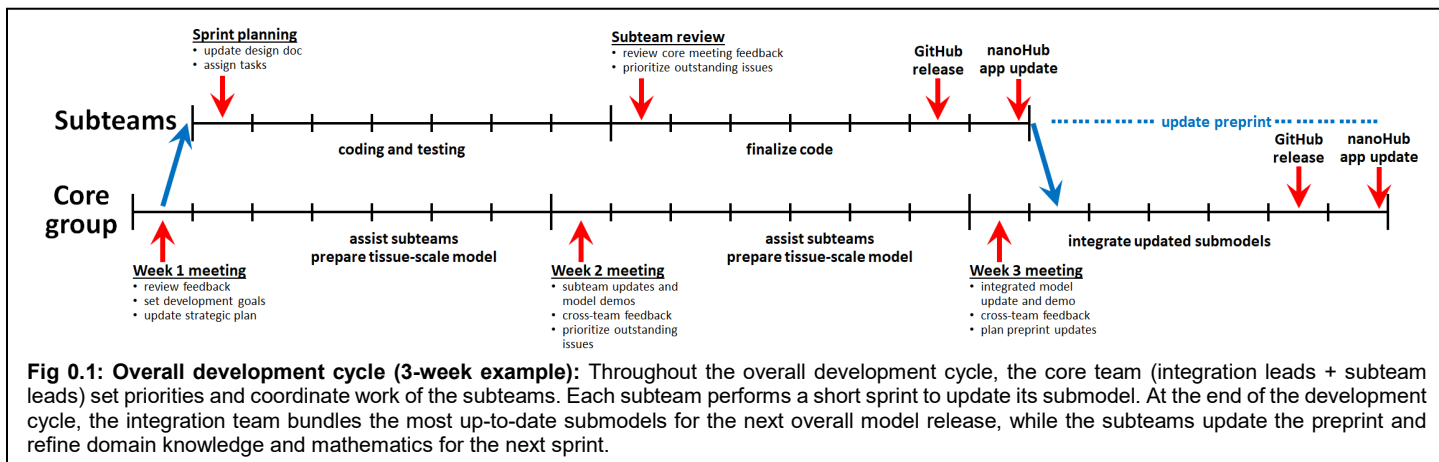 Sprint planning
• update design doc
• assign tasks
Subteam review
• review core meeting feedback
• prioritize outstanding issues
GitHub
release
nanoHub
app update
Subteams
coding and testing
finalize code
update preprint
GitHub
release
nanoHub
app update
Core
group
assist subteams
prepare tissue-scale model
assist subteams
prepare tissue-scale model
integrate updated submodels
Week 1 meeting
• review feedback
• set development goals
• update strategic plan
Week 2 meeting
• subteam updates and
model demos
• cross-team feedback
• prioritize outstanding
issues
Week 3 meeting
• integrated model
update and demo
• cross-team feedback
• plan preprint updates
Fig 0.1: Overall development cycle (3-week example): Throughout the overall development cycle, the core team (integration leads + subteam
leads) set priorities and coordinate work of the subteams. Each subteam performs a short sprint to update its submodel. At the end of the development
cycle, the integration team bundles the most up-to-date submodels for the next overall model release, while the subteams update the preprint and
refine domain knowledge and mathematics for the next sprint.